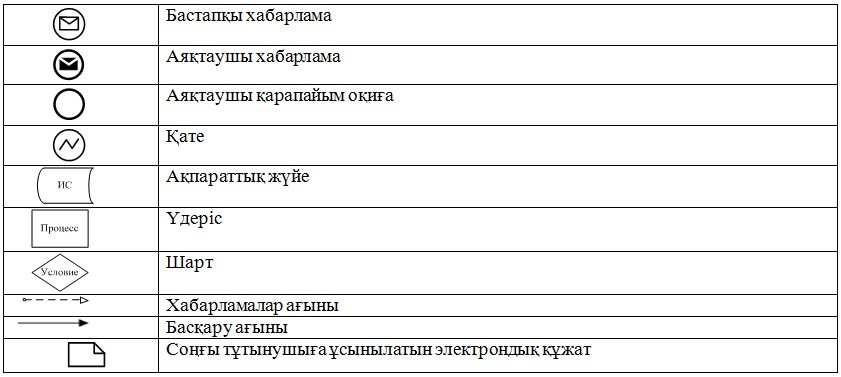 Бастапқы хабарлама
Аяқтаушы хабарлама
Аяқтаушы қарапайым оқиға
Қате
ИС
Ақпараттық жүйе
Процесс
Үдеріс
Условие
Шарт
Хабарламалар ағыны
Басқару ағыны
Соңғы тұтынушыға ұсынылатын электрондық құжат